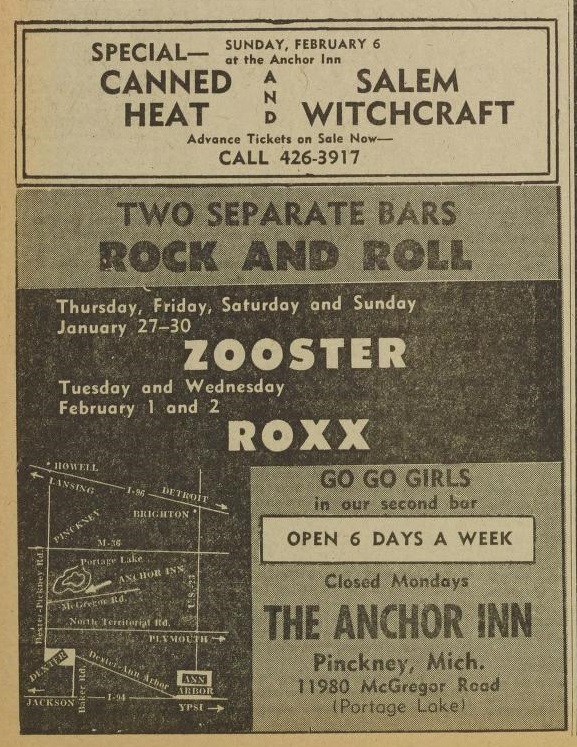 SPECIAL— SUNDAY, FEBRUARY 6
at the Anchor Inn
CANNED HEAT
AND
SALEM WITCHCRAFT
Advance Tickets on Sale Now—
CALL 426-3917
TWO SEPARATE BARS
ROCK AND ROLL
Thursday, Friday, Saturday and Sunday
January 27–30
ZOOSTER
Tuesday and Wednesday
February 1 and 2
ROXX
HOWELL
LANSING
I-96
DETROIT
BRIGHTON
PINCKNEY
M-36
Portage Lake
ANCHOR INN
McGregor Rd.
Dexter-Pinckney Rd.
U.S. 23
North Territorial Rd.
PLYMOUTH
DEXTER
Dexter-Ann Arbor
Baker Rd.
ANN
ARBOR
JACKSON
I-94
YPSI
GO GO GIRLS
in our second bar
OPEN 6 DAYS A WEEK
Closed Mondays
THE ANCHOR INN
Pinckney, Mich.
11980 McGregor Road
(Portage Lake)